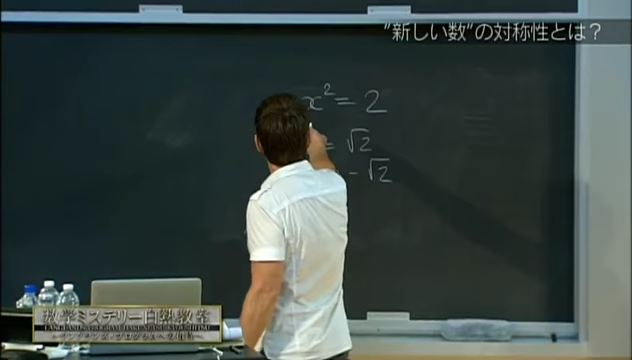 "新しい数"の対称性とは?
x² = 2
= √2
- √2
数学ミステリー白熱教室